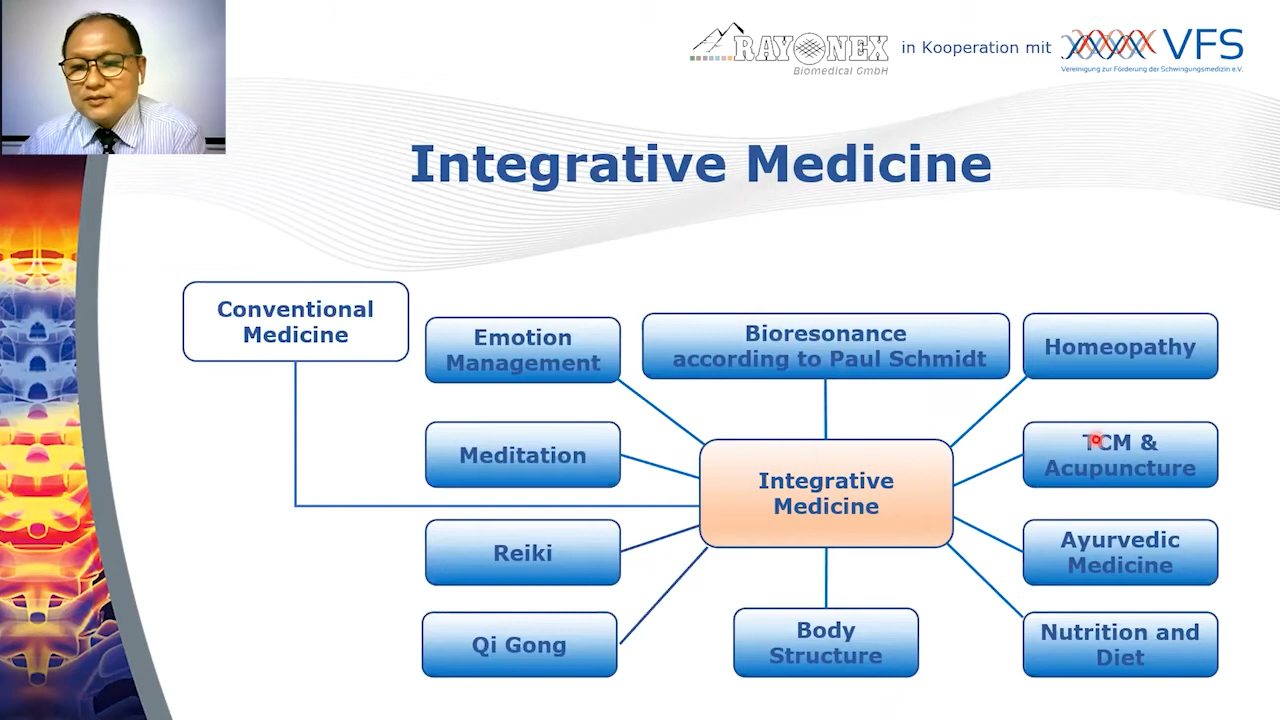 RAYONEX
Biomedical GmbH
in Kooperation mit
VFS
Vereinigung zur Förderung der Schwingungsmedizin e.V.
Integrative Medicine
Conventional
Medicine
Emotion
Management
Bioresonance
according to Paul Schmidt
Homeopathy
Meditation
TCM &
Acupuncture
Integrative
Medicine
Reiki
Ayurvedic
Medicine
Qi Gong
Body
Structure
Nutrition and
Diet